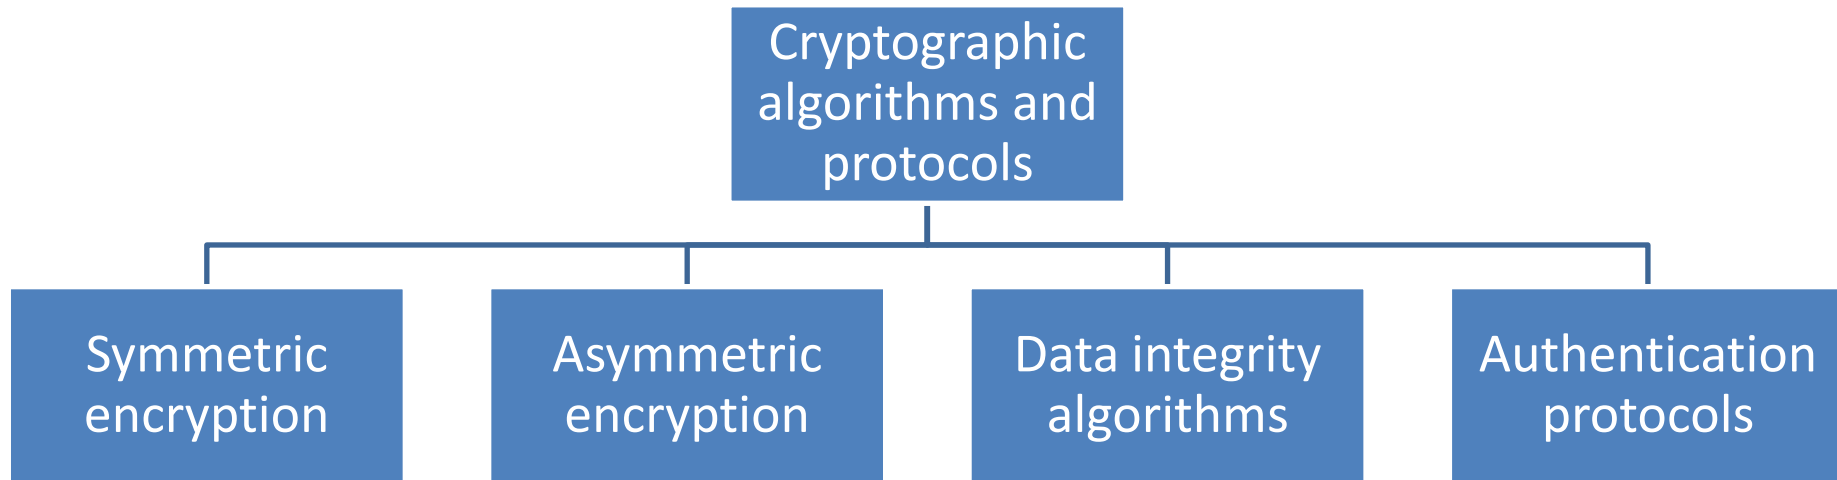 Cryptographic
algorithms and
protocols
Symmetric
encryption
Asymmetric
encryption
Data integrity
algorithms
Authentication
protocols